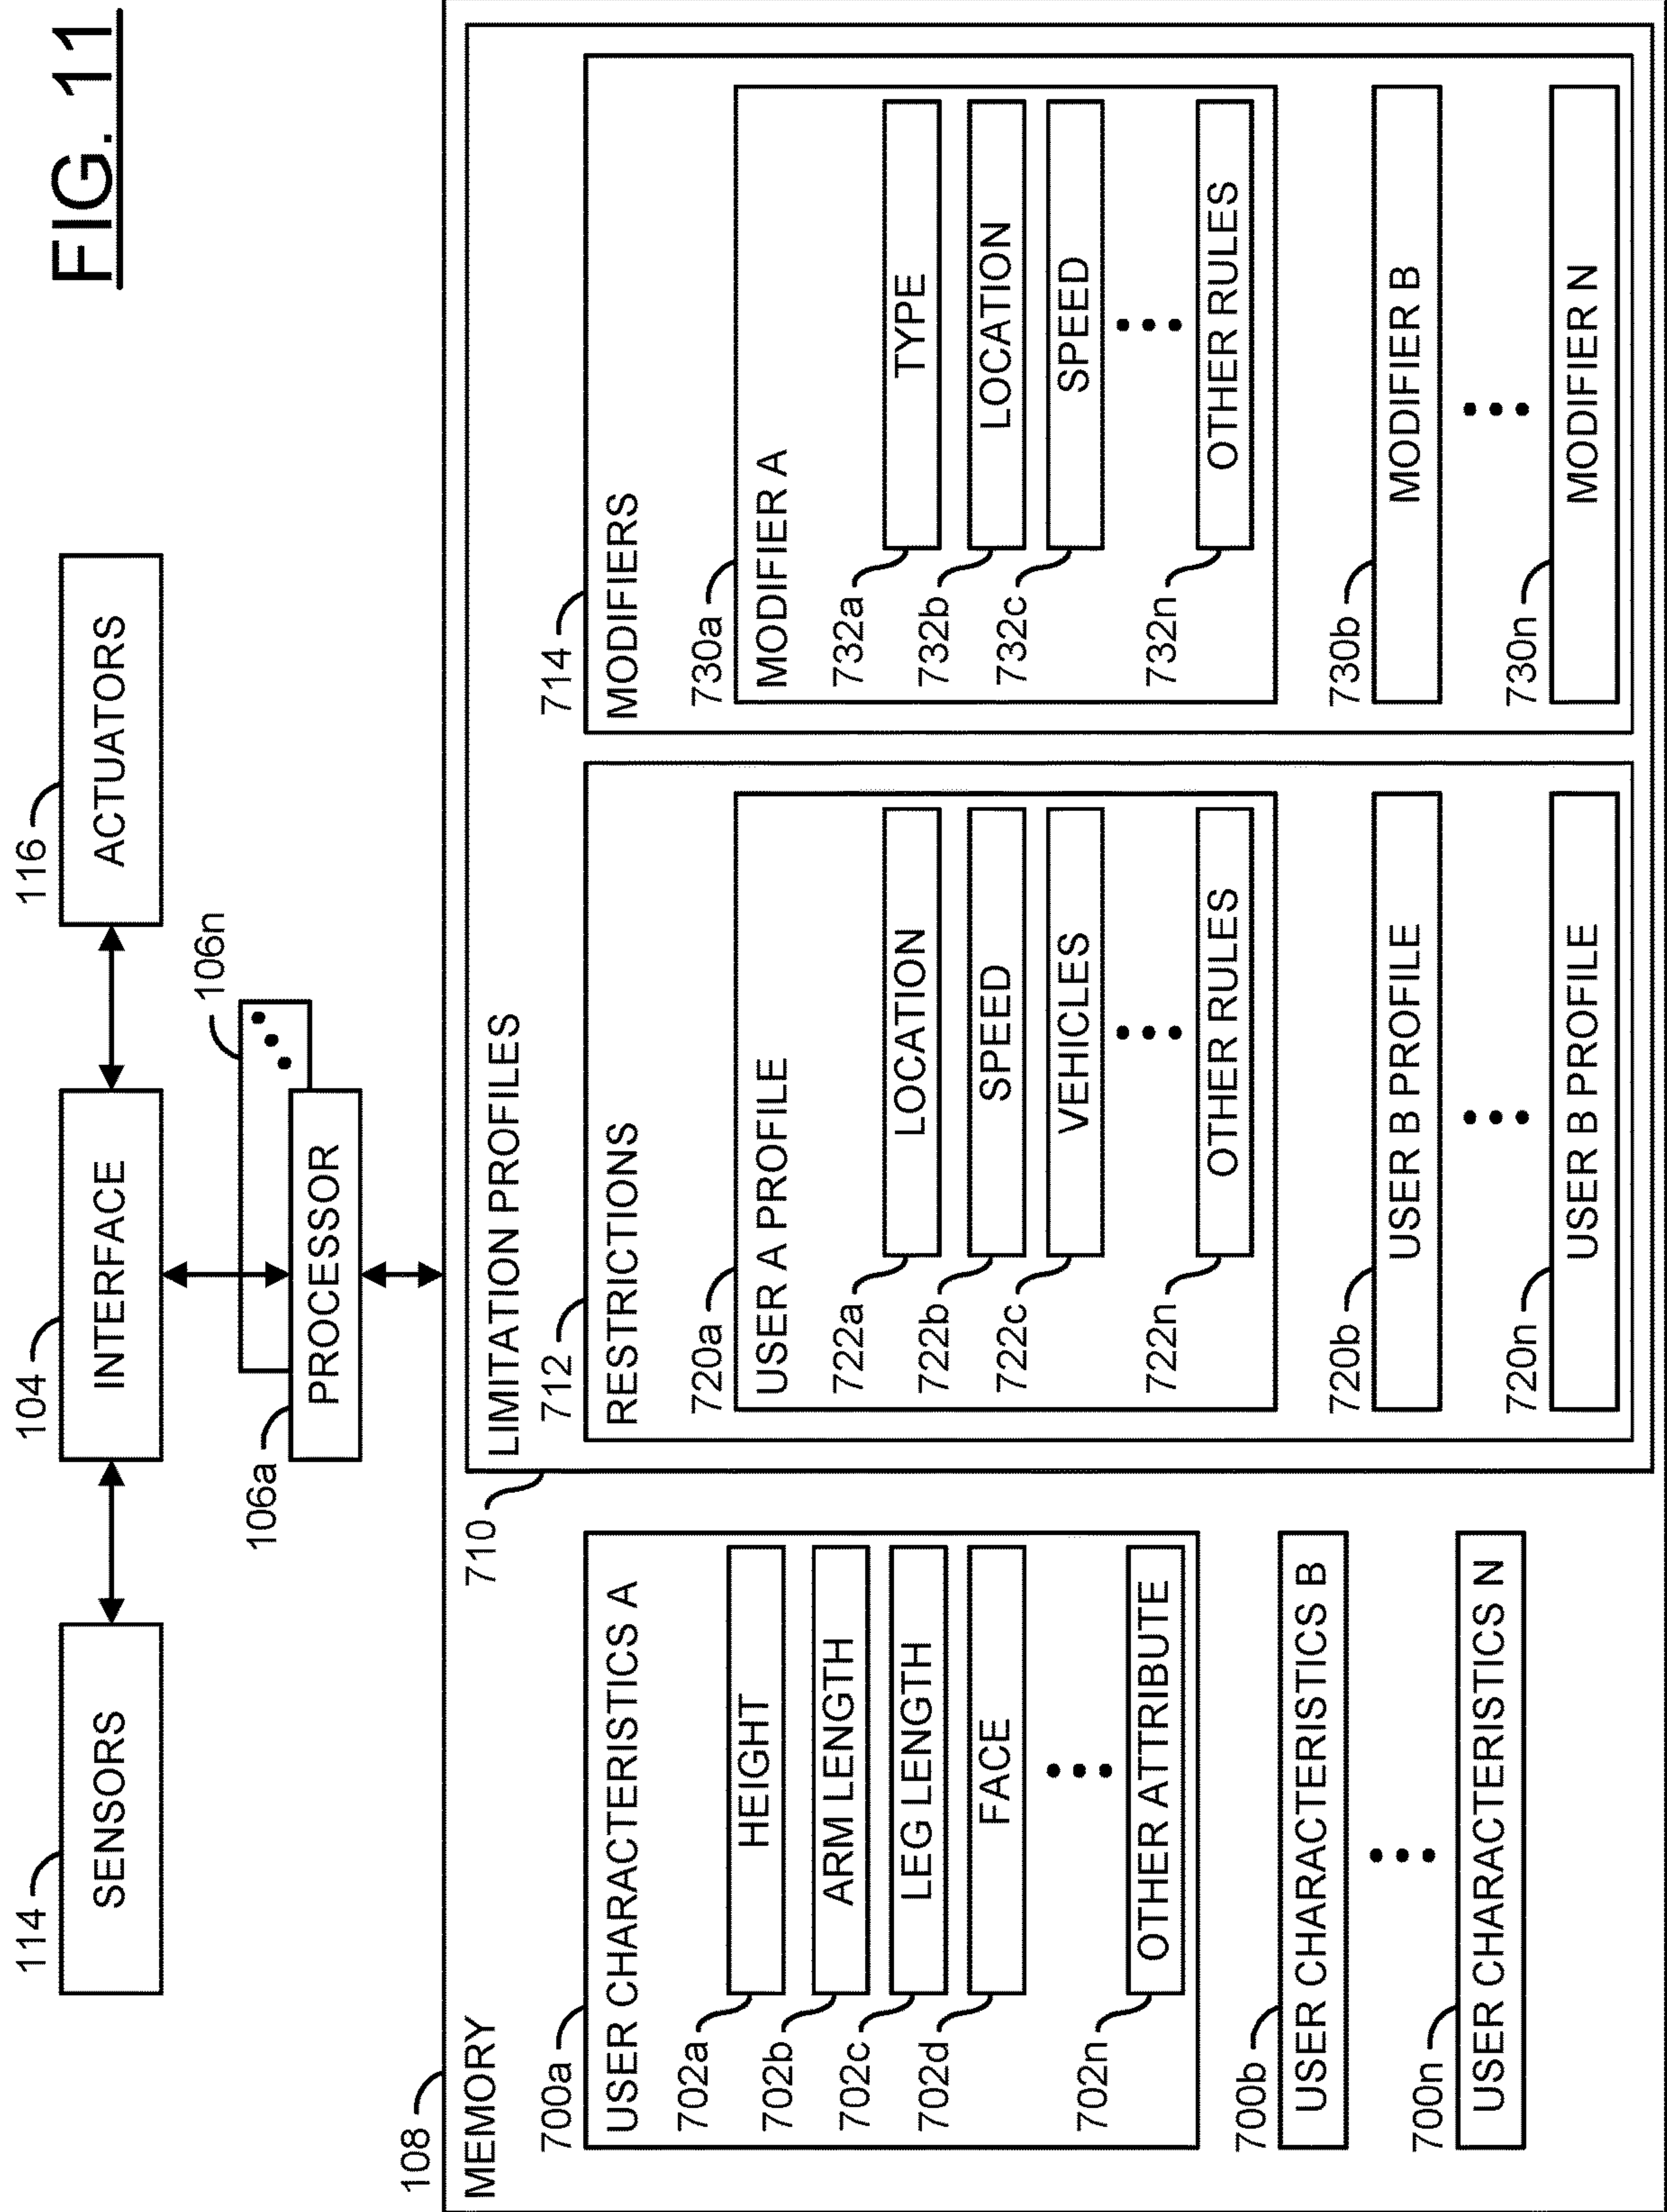 FIG. 11
114
SENSORS
104
INTERFACE
116
ACTUATORS
106a
PROCESSOR
106n
108
MEMORY
700a
USER CHARACTERISTICS A
702a
HEIGHT
702b
ARM LENGTH
702c
LEG LENGTH
702d
FACE
702n
OTHER ATTRIBUTE
700b
USER CHARACTERISTICS B
700n
USER CHARACTERISTICS N
710
LIMITATION PROFILES
712
RESTRICTIONS
720a
USER A PROFILE
722a
LOCATION
722b
SPEED
722c
VEHICLES
722n
OTHER RULES
720b
USER B PROFILE
720n
USER B PROFILE
714
MODIFIERS
730a
MODIFIER A
732a
TYPE
732b
LOCATION
732c
SPEED
732n
OTHER RULES
730b
MODIFIER B
730n
MODIFIER N